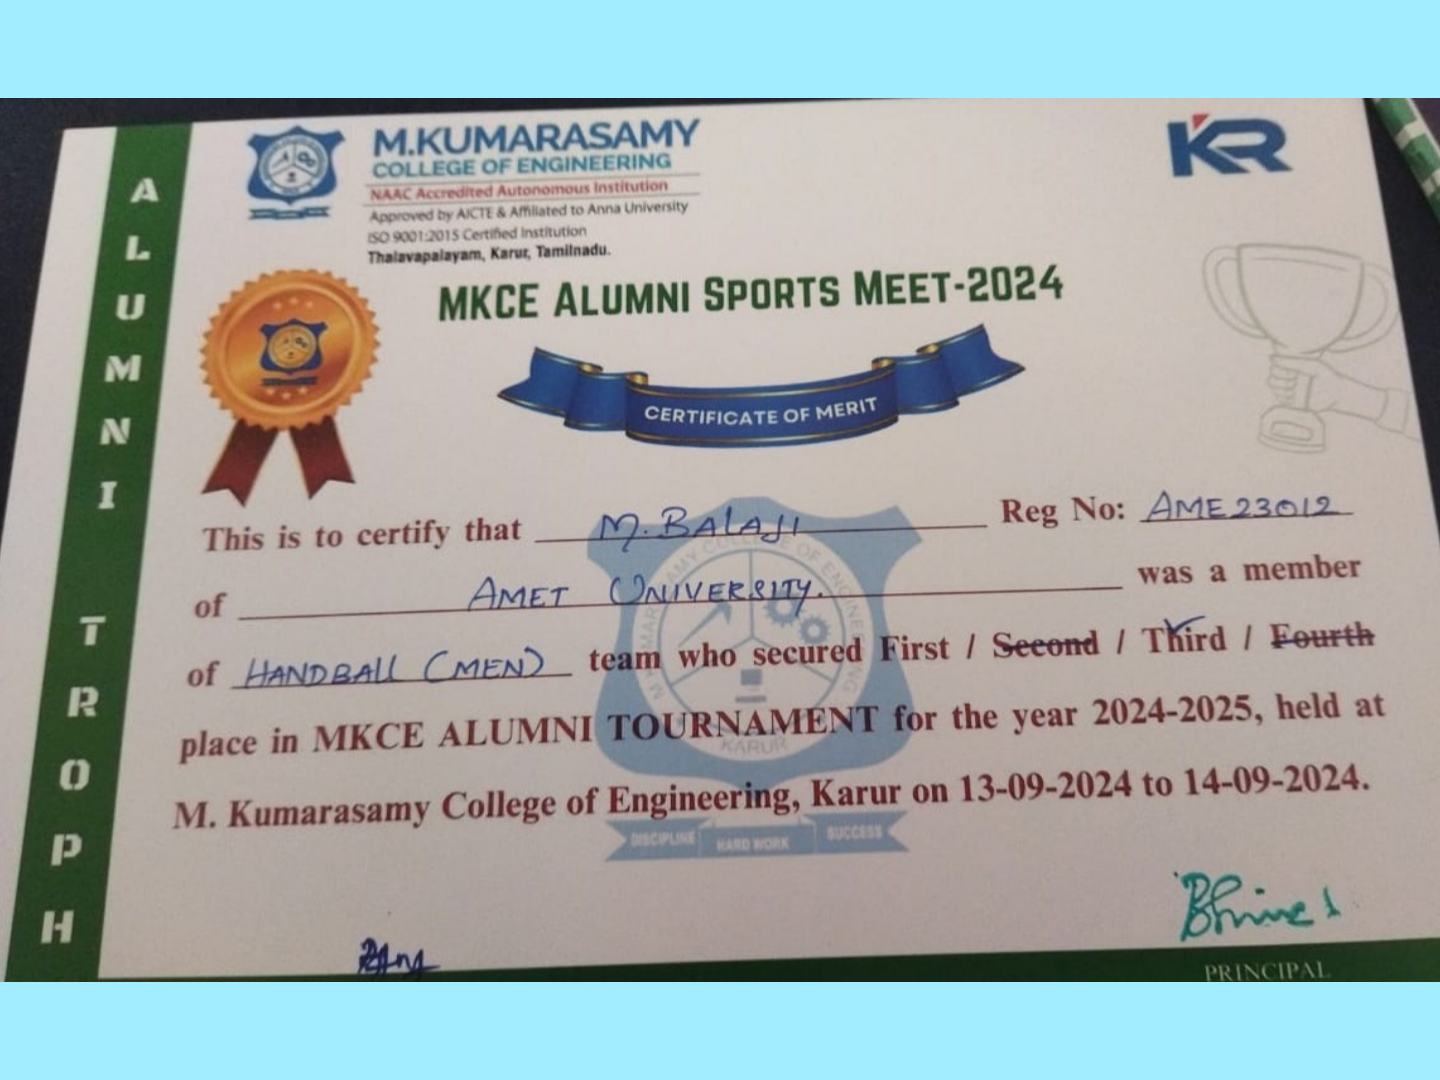 ALUMNI TROPH
M.KUMARASAMY
COLLEGE OF ENGINEERING
NAAC Accredited Autonomous Institution
Approved by AICTE & Affiliated to Anna University
ISO 9001:2015 Certified Institution
Thalavapalayam, Karur, Tamilnadu.
KR
MKCE ALUMNI SPORTS MEET-2024
CERTIFICATE OF MERIT
This is to certify that M. BALAJI Reg No: AME23012
of AMET UNIVERSITY. was a member
of HANDBALL (MEN) team who secured First / Second / Third / Fourth
place in MKCE ALUMNI TOURNAMENT for the year 2024-2025, held at
M. Kumarasamy College of Engineering, Karur on 13-09-2024 to 14-09-2024.
KARUR
DISCIPLINE HARD WORK SUCCESS
PRINCIPAL